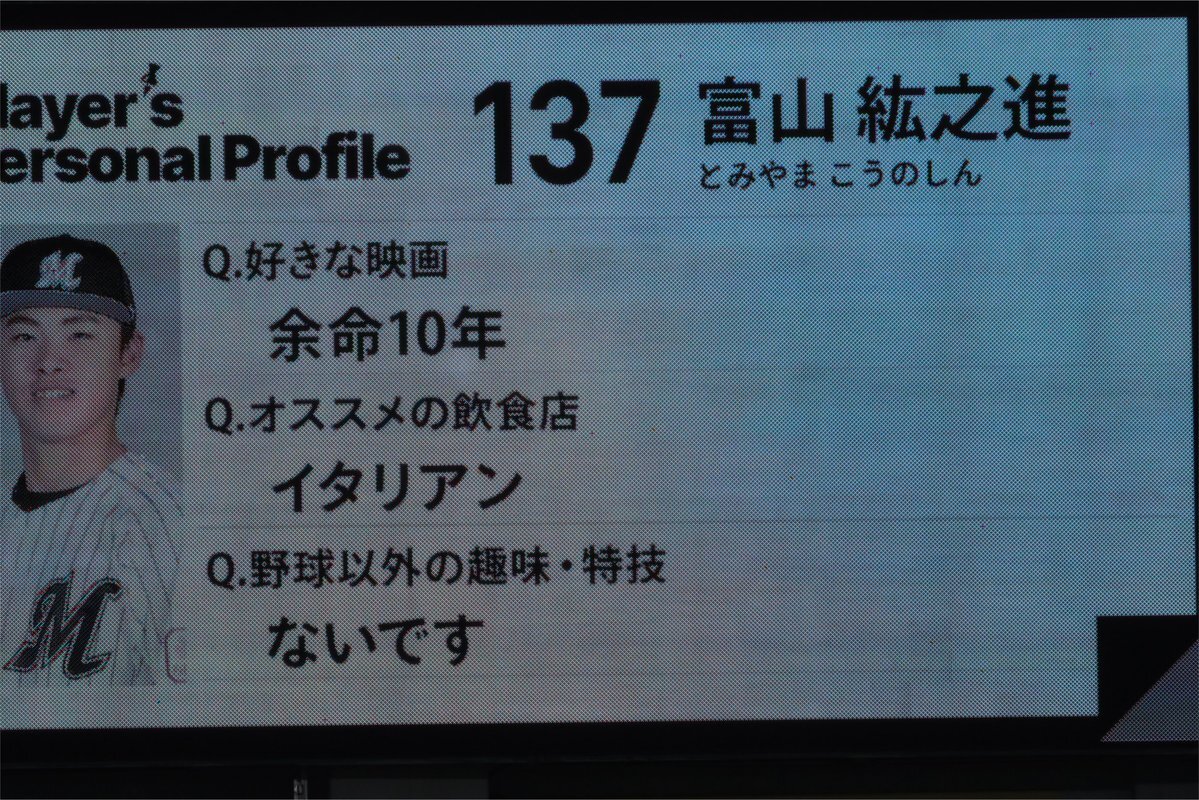 layer's
ersonal Profile
137
富山 紘之進
とみやま こうのしん
Q.好きな映画
余命10年
Q.オススメの飲食店
イタリアン
Q.野球以外の趣味・特技
ないです
M
M